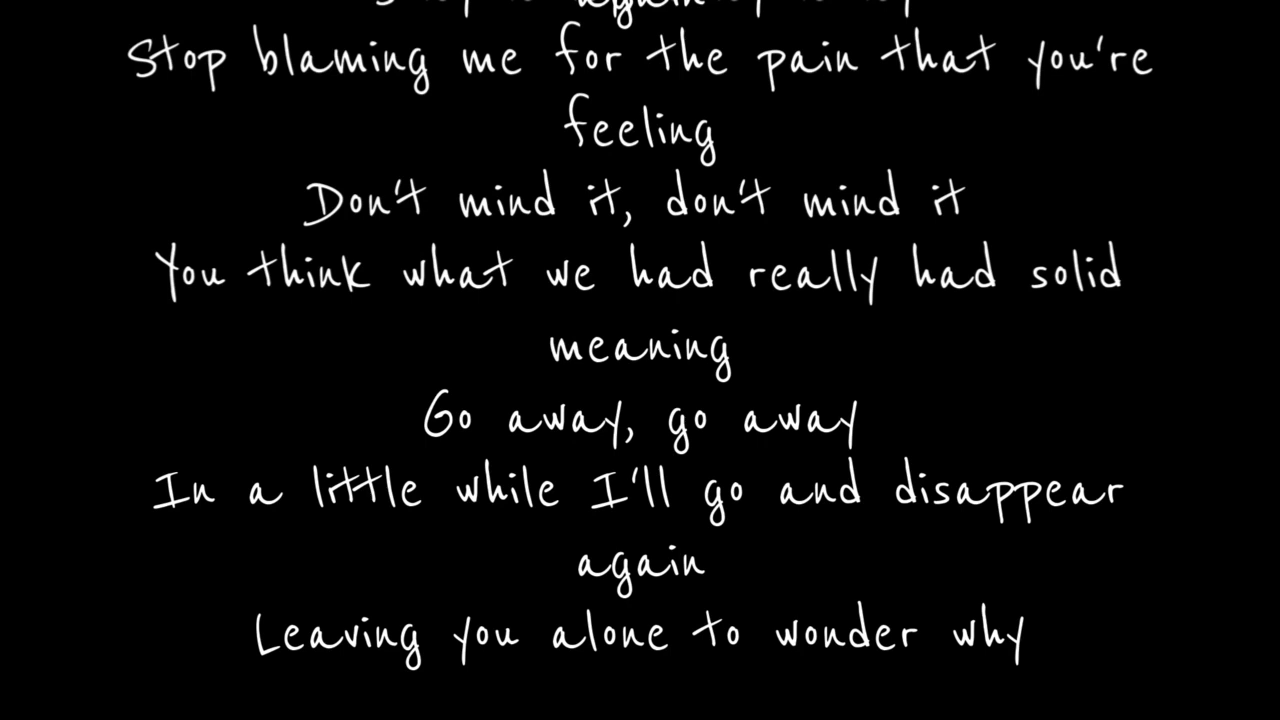 again
Stop blaming me for the pain that you're
feeling
Don't mind it, don't mind it
You think what we had really had solid
meaning
Go away, go away
In a little while I'll go and disappear
again
Leaving you alone to wonder why